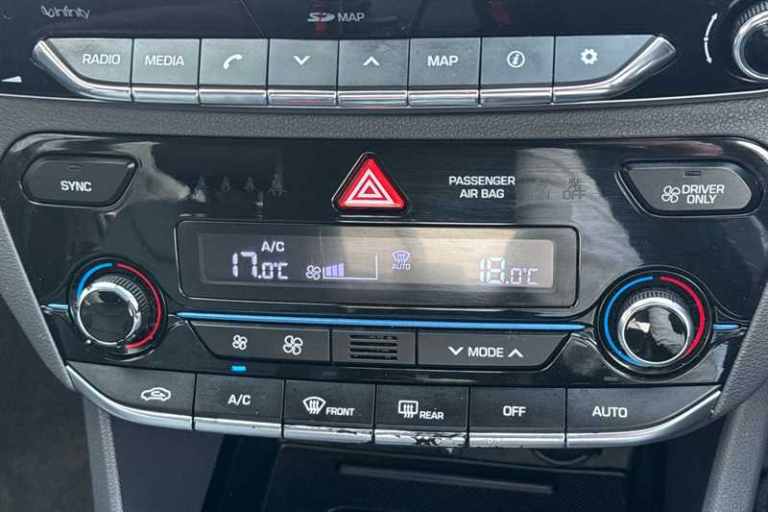 infinity
SD MAP
RADIO MEDIA MAP
SYNC
PASSENGER
AIR BAG
OFF
DRIVER
ONLY
A/C
17.0°C
AUTO
18.0°C
MODE
A/C FRONT REAR OFF AUTO